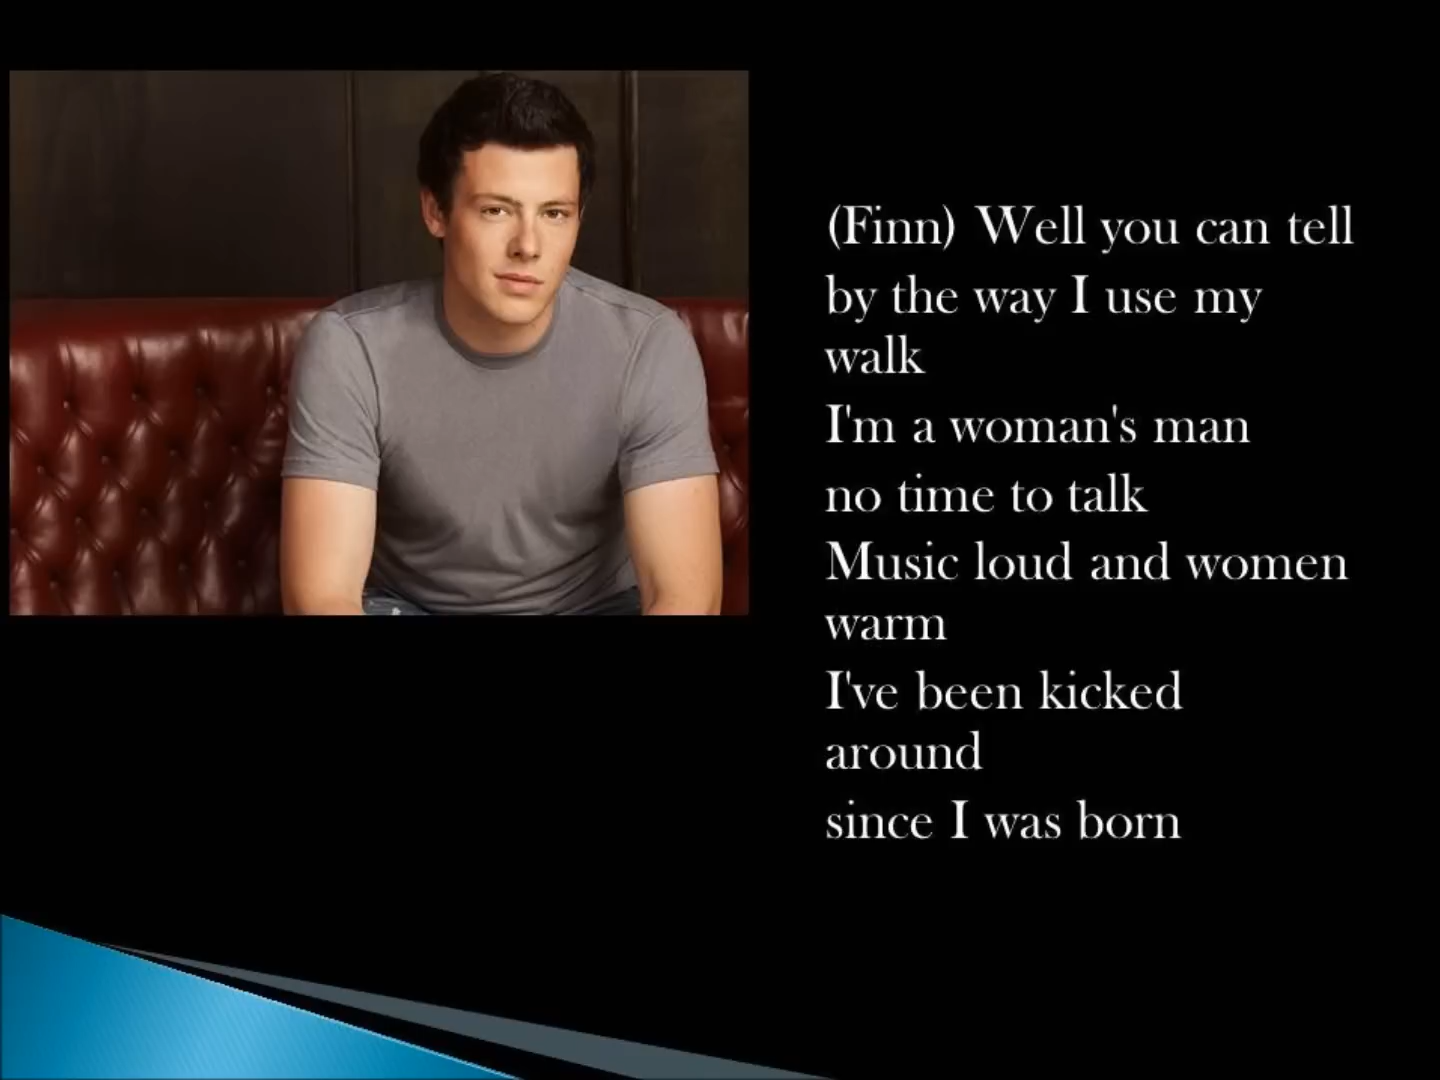 (Finn) Well you can tell
by the way I use my
walk
I'm a woman's man
no time to talk
Music loud and women
warm
I've been kicked
around
since I was born